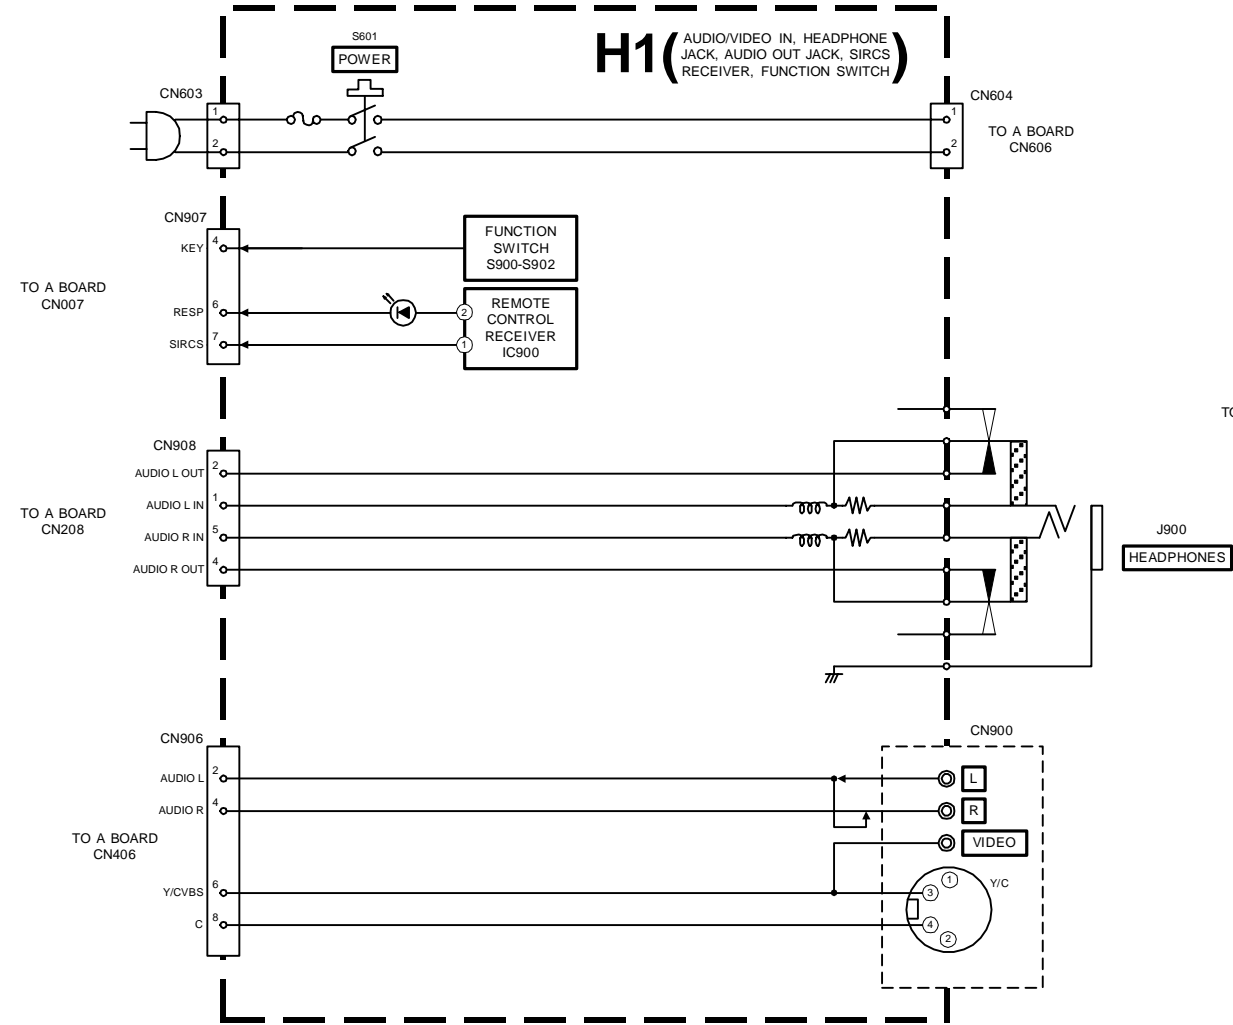 S601
POWER
H1 ( AUDIO/VIDEO IN, HEADPHONE
JACK, AUDIO OUT JACK, SIRCS
RECEIVER, FUNCTION SWITCH )
CN603
1
2
CN604
1
2
TO A BOARD
CN606
CN907
KEY 4
RESP 6
SIRCS 7
TO A BOARD
CN007
FUNCTION
SWITCH
S900-S902
REMOTE
CONTROL
RECEIVER
IC900
2
1
CN908
AUDIO L OUT 2
AUDIO L IN 1
AUDIO R IN 5
AUDIO R OUT 4
TO A BOARD
CN208
TO
J900
HEADPHONES
CN906
AUDIO L 2
AUDIO R 4
Y/CVBS 6
C 8
TO A BOARD
CN406
CN900
L
R
VIDEO
Y/C
1
3
4
2